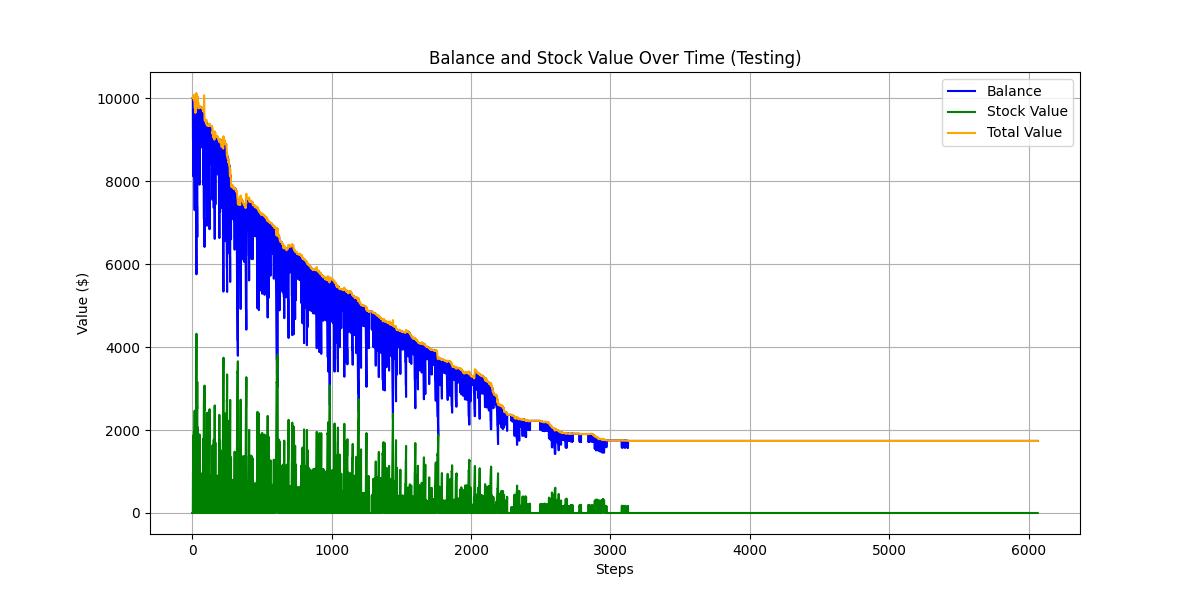 Balance and Stock Value Over Time (Testing)
Balance
Stock Value
Total Value
Value ($)
10000
8000
6000
4000
2000
0
0 1000 2000 3000 4000 5000 6000
Steps